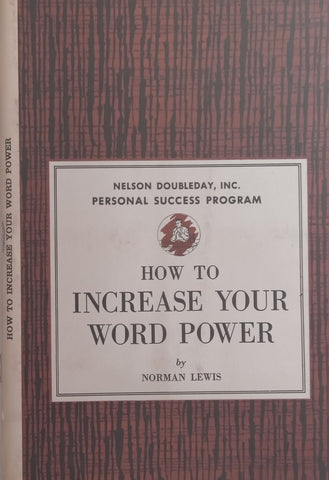 HOW TO INCREASE YOUR WORD POWER
NELSON DOUBLEDAY, INC.
PERSONAL SUCCESS PROGRAM
HOW TO
INCREASE YOUR
WORD POWER
by
NORMAN LEWIS